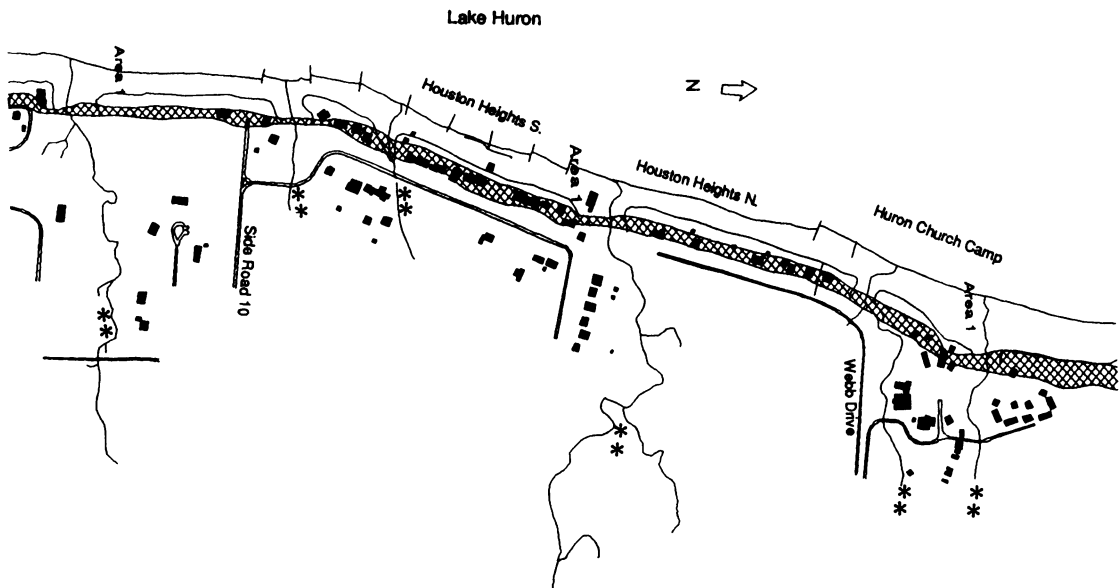 Lake Huron
N
Area 1
Houston Heights S.
Area 1
Houston Heights N.
Huron Church Camp
Area 1
Side Road 10
Webb Drive
**
**
**
**
**
**